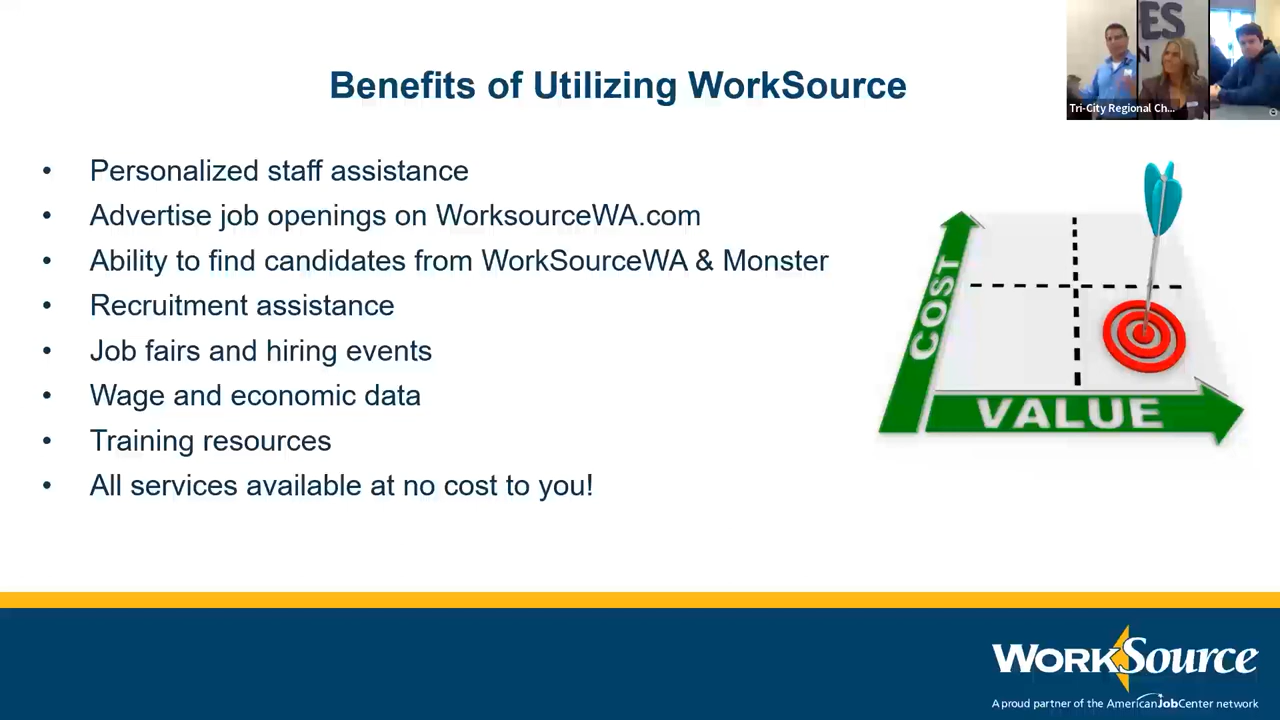 ES
N
Tri-City Regional Ch...
Benefits of Utilizing WorkSource
• Personalized staff assistance
• Advertise job openings on WorksourceWA.com
• Ability to find candidates from WorkSourceWA & Monster
• Recruitment assistance
• Job fairs and hiring events
• Wage and economic data
• Training resources
• All services available at no cost to you!
COST
VALUE
WorkSource
A proud partner of the AmericanJobCenter network